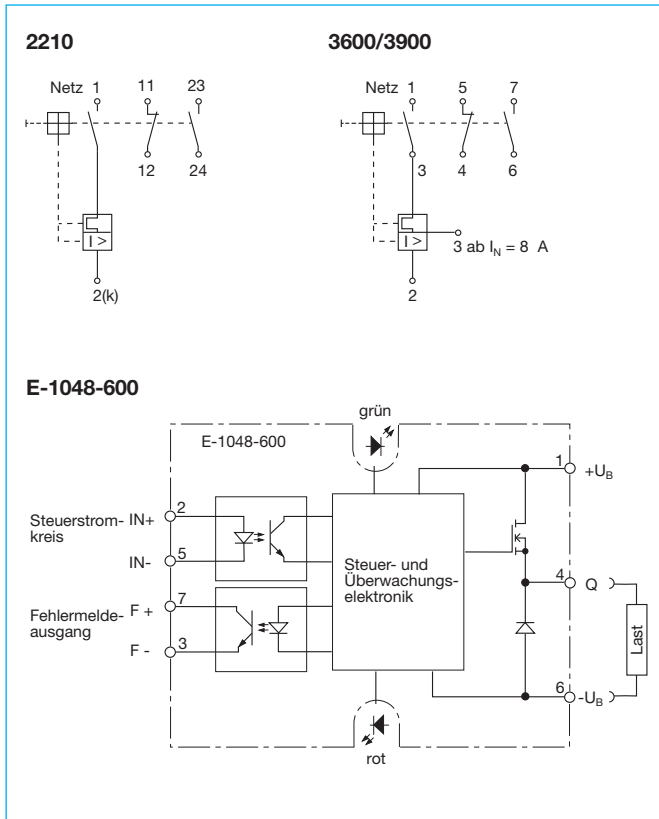 2210
3600/3900
Netz 1 11 23
12 24
I >
2(k)
Netz 1 5 7
3 4 6
I >
3 ab I_N = 8 A
2
E-1048-600
grün
E-1048-600
1
+U_B
Steuerstrom-
kreis
2
IN+
5
IN-
Steuer- und
Überwachungs-
elektronik
4
Q
Last
Fehlermelde-
ausgang
7
F +
3
F -
6
-U_B
rot